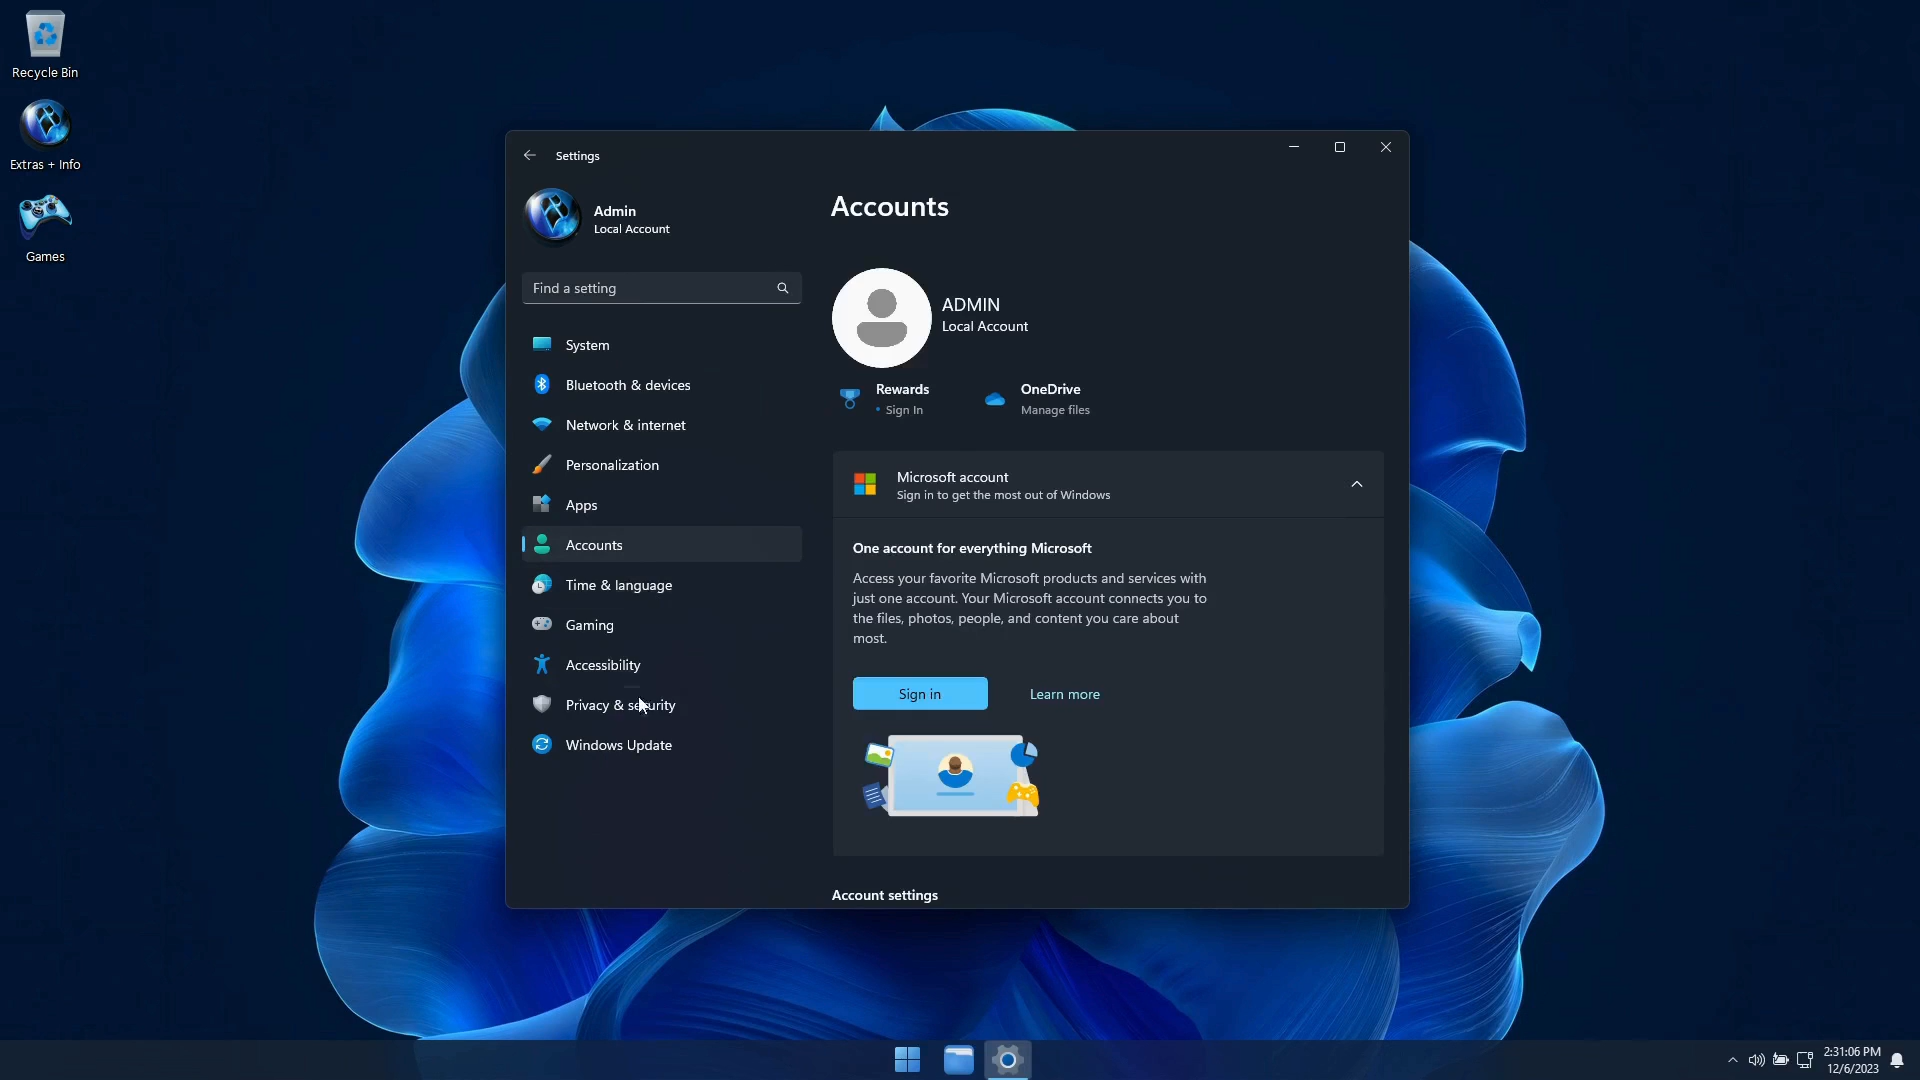 Recycle Bin
Extras + Info
Games
Settings
Admin
Local Account
Find a setting
System
Bluetooth & devices
Network & internet
Personalization
Apps
Accounts
Time & language
Gaming
Accessibility
Privacy & security
Windows Update
Accounts
ADMIN
Local Account
Rewards
Sign In
OneDrive
Manage files
Microsoft account
Sign in to get the most out of Windows
One account for everything Microsoft
Access your favorite Microsoft products and services with
just one account. Your Microsoft account connects you to
the files, photos, people, and content you care about
most.
Sign in
Learn more
Account settings
2:31:06 PM
12/6/2023